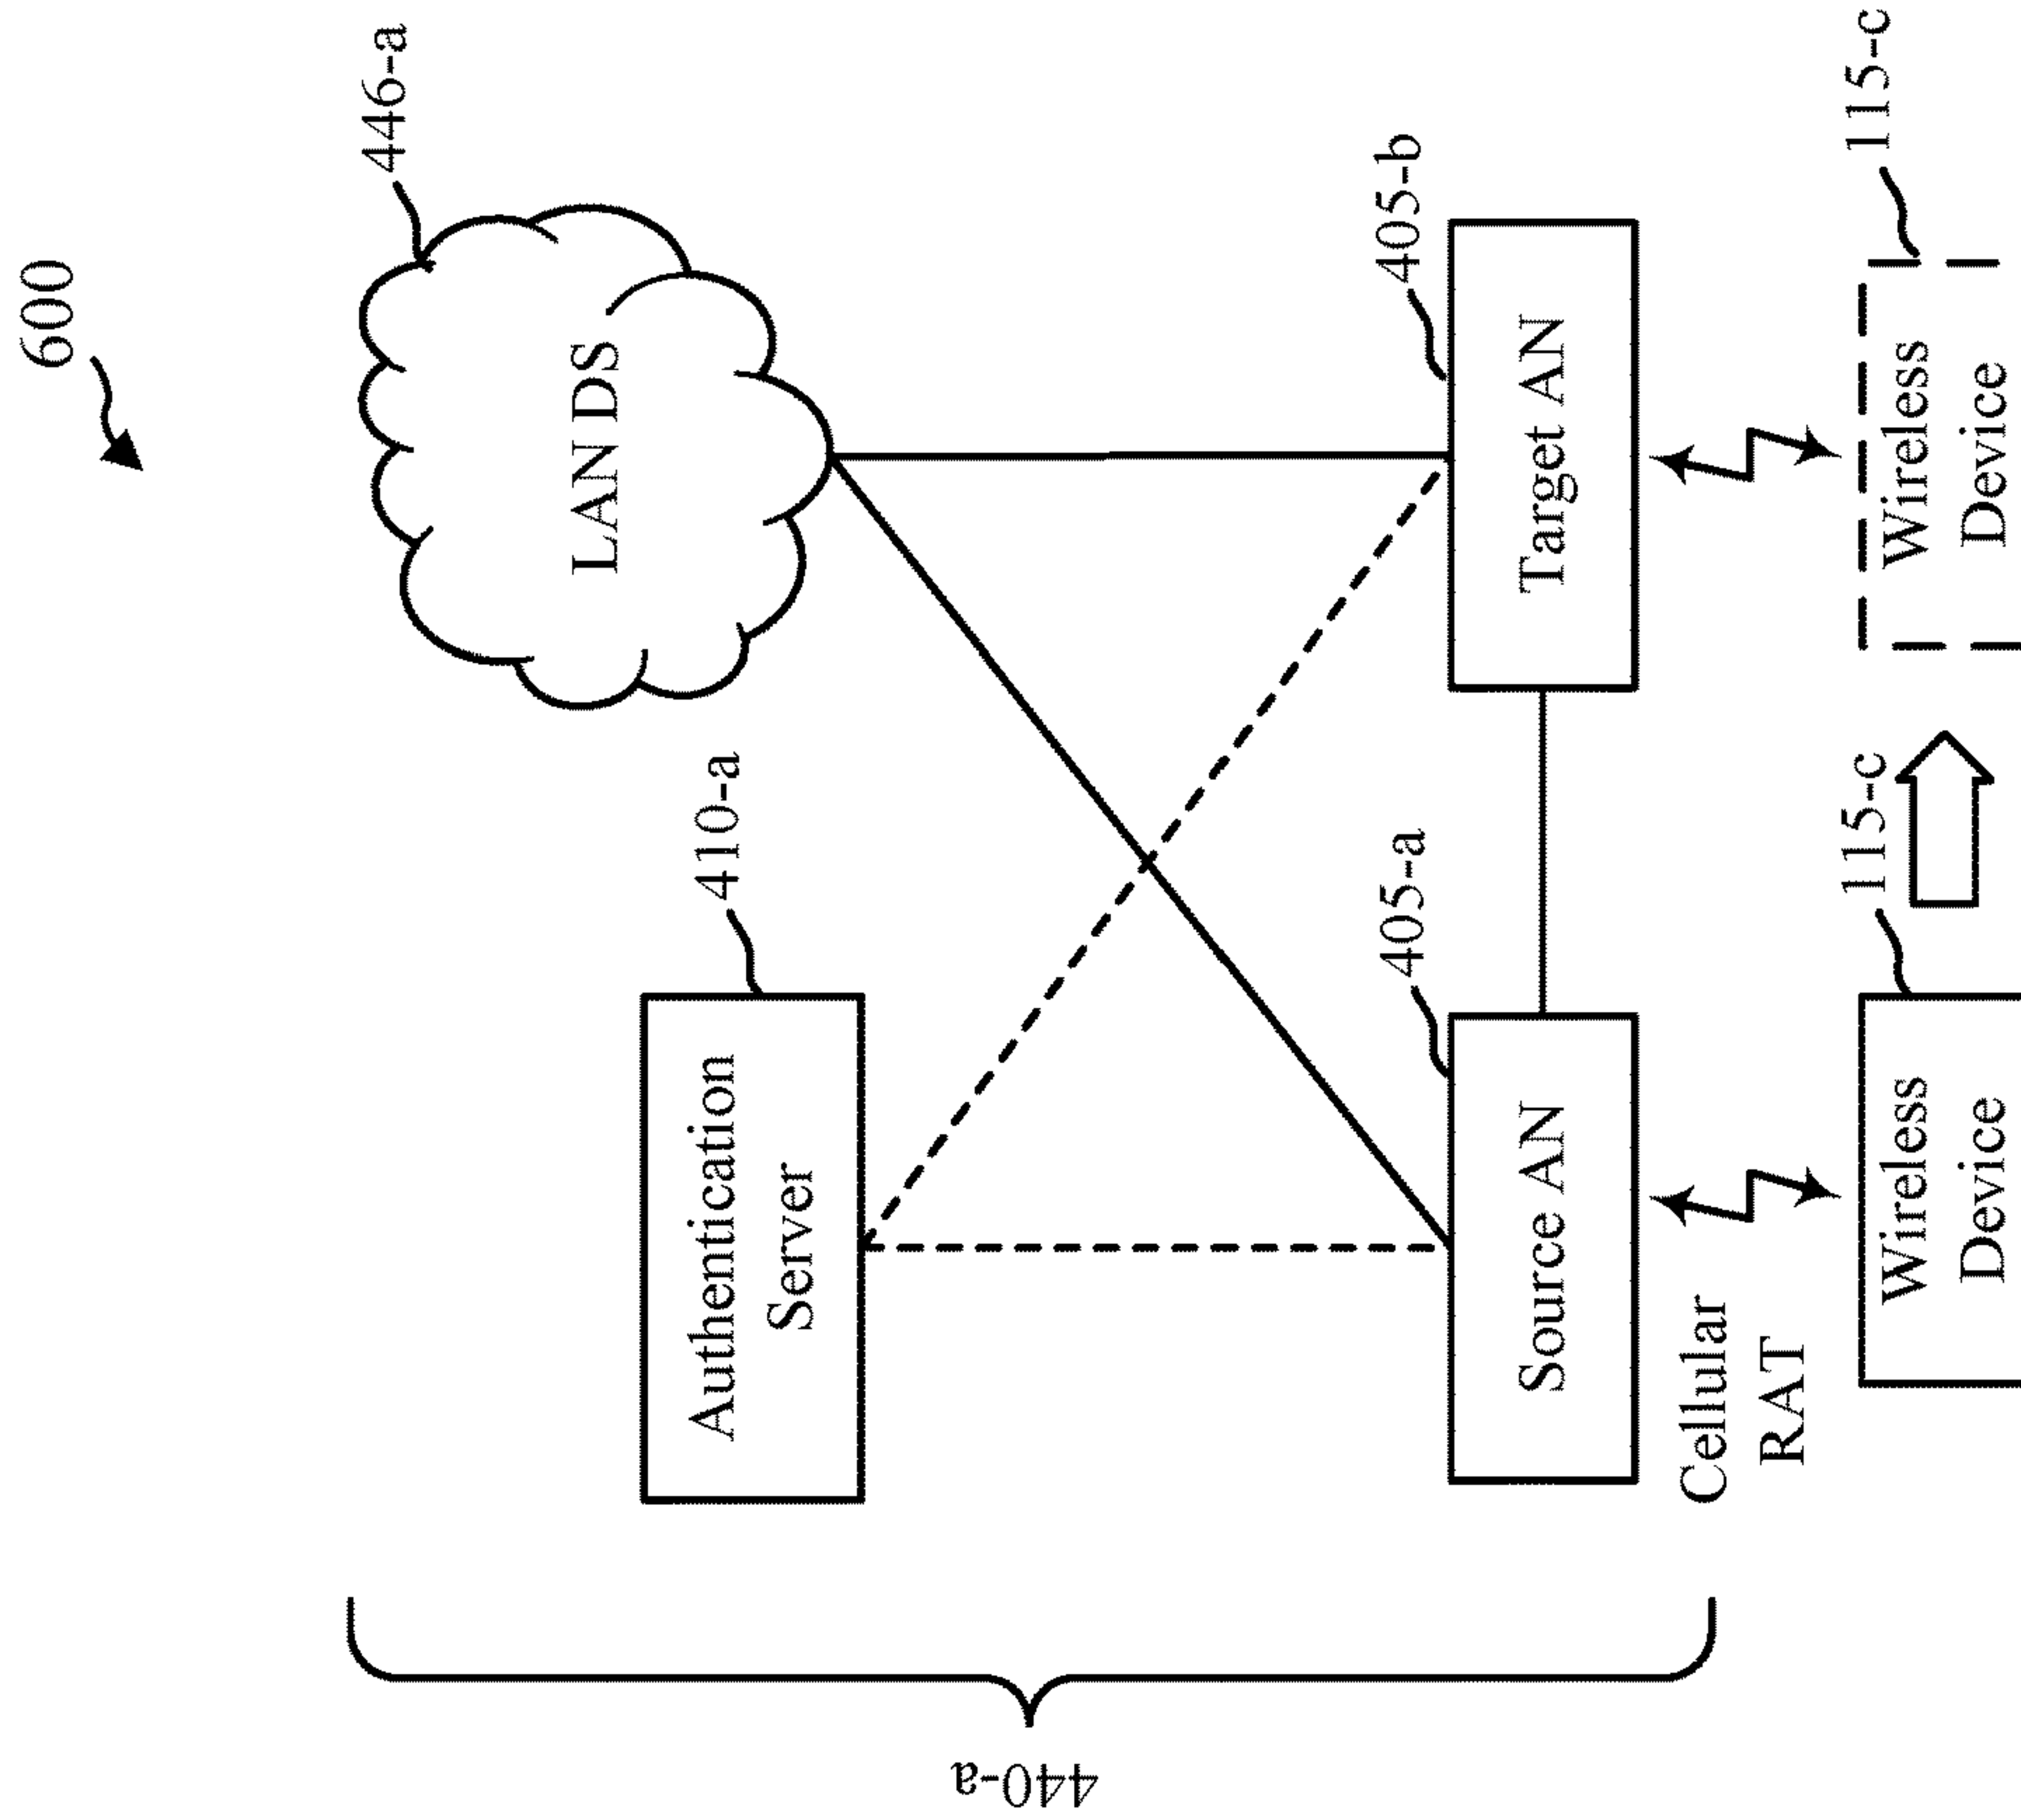 600
446-a
LAN DS
410-a
Authentication
Server
405-a
Source AN
405-b
Target AN
Cellular
RAT
115-c
Wireless
Device
115-c
Wireless
Device
440-a